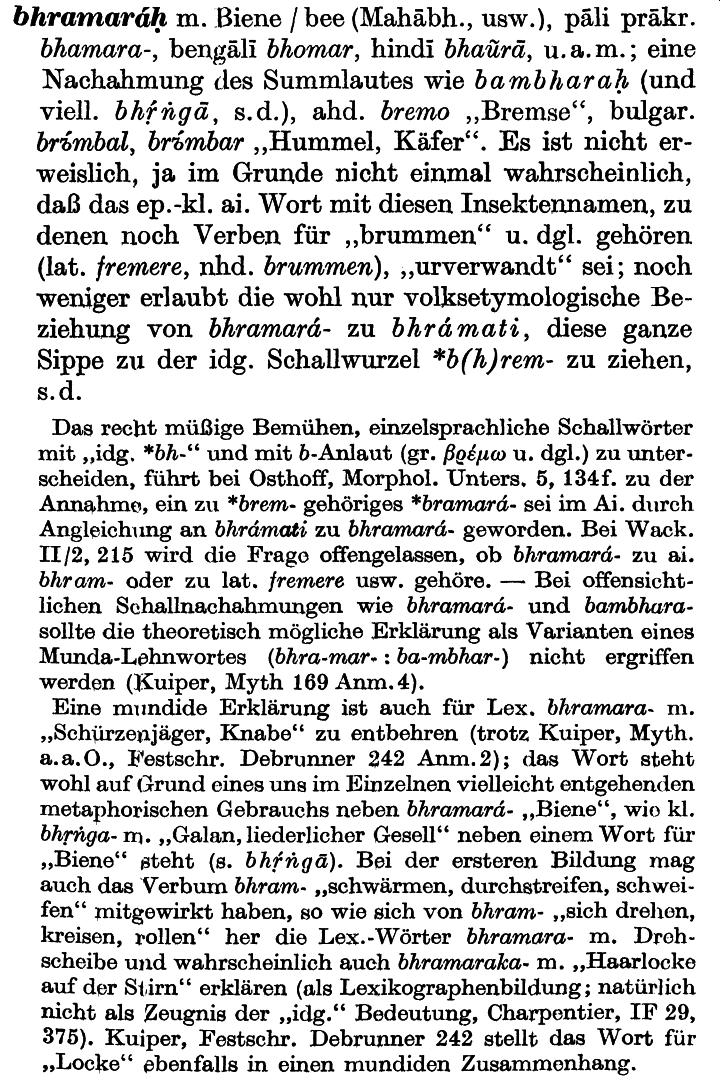 bhramaráḥ m. Biene / bee (Mahābh., usw.), pāli prākr.
bhamara-, bengālī bhomar, hindī bhaũrā, u. a. m.; eine
Nachahmung des Summlautes wie bambharaḥ (und
viell. bhṛ́ṅgā, s. d.), ahd. bremo „Bremse“, bulgar.
brɤ́mbal, brɤ́mbar „Hummel, Käfer“. Es ist nicht er-
weislich, ja im Grunde nicht einmal wahrscheinlich,
daß das ep.-kl. ai. Wort mit diesen Insektennamen, zu
denen noch Verben für „brummen“ u. dgl. gehören
(lat. fremere, nhd. brummen), „urverwandt“ sei; noch
weniger erlaubt die wohl nur volksetymologische Be-
ziehung von bhramará- zu bhrámati, diese ganze
Sippe zu der idg. Schallwurzel *b(h)rem- zu ziehen,
s. d.
Das recht müßige Bemühen, einzelsprachliche Schallwörter
mit „idg. *bh-“ und mit b-Anlaut (gr. βρέμω u. dgl.) zu unter-
scheiden, führt bei Osthoff, Morphol. Unters. 5, 134f. zu der
Annahme, ein zu *brem- gehöriges *bramará- sei im Ai. durch
Angleichung an bhrámati zu bhramará- geworden. Bei Wack.
II/2, 215 wird die Frage offengelassen, ob bhramará- zu ai.
bhram- oder zu lat. fremere usw. gehöre. — Bei offensicht-
lichen Schallnachahmungen wie bhramará- und bambhara-
sollte die theoretisch mögliche Erklärung als Varianten eines
Munda-Lehnwortes (bhra-mar- : ba-mbhar-) nicht ergriffen
werden (Kuiper, Myth 169 Anm. 4).
Eine mundide Erklärung ist auch für Lex. bhramara- m.
„Schürzenjäger, Knabe“ zu entbehren (trotz Kuiper, Myth.
a. a. O., Festschr. Debrunner 242 Anm. 2); das Wort steht
wohl auf Grund eines uns im Einzelnen vielleicht entgehenden
metaphorischen Gebrauchs neben bhramará- „Biene“, wie kl.
bhṛṅga- m. „Galan, liederlicher Gesell“ neben einem Wort für
„Biene“ steht (s. bhṛ́ṅgā). Bei der ersteren Bildung mag
auch das Verbum bhram- „schwärmen, durchstreifen, schwei-
fen“ mitgewirkt haben, so wie sich von bhram- „sich drehen,
kreisen, rollen“ her die Lex.-Wörter bhramara- m. Dreh-
scheibe und wahrscheinlich auch bhramaraka- m. „Haarlocke
auf der Stirn“ erklären (als Lexikographenbildung; natürlich
nicht als Zeugnis der „idg.“ Bedeutung, Charpentier, IF 29,
375). Kuiper, Festschr. Debrunner 242 stellt das Wort für
„Locke“ ebenfalls in einen mundiden Zusammenhang.